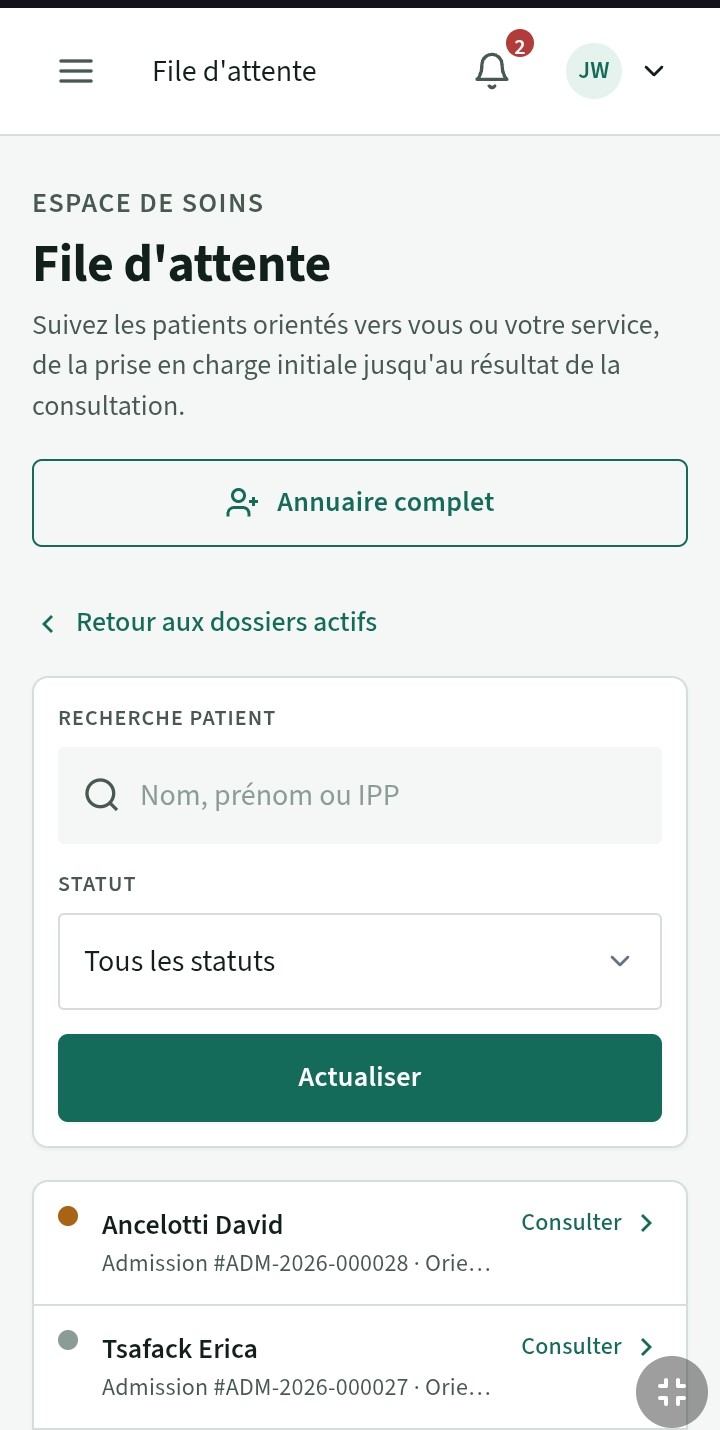 File d'attente
2
JW
ESPACE DE SOINS
File d'attente
Suivez les patients orientés vers vous ou votre service,
de la prise en charge initiale jusqu'au résultat de la
consultation.
Annuaire complet
Retour aux dossiers actifs
RECHERCHE PATIENT
Nom, prénom ou IPP
STATUT
Tous les statuts
Actualiser
Ancelotti David
Consulter
Admission #ADM-2026-000028 · Orie…
Tsafack Erica
Consulter
Admission #ADM-2026-000027 · Orie…